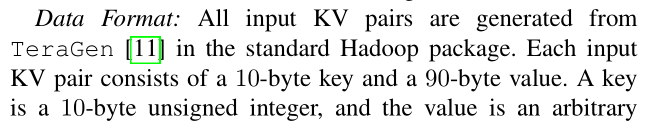 Data Format: All input KV pairs are generated from
TeraGen [11] in the standard Hadoop package. Each input
KV pair consists of a 10-byte key and a 90-byte value. A key
is a 10-byte unsigned integer, and the value is an arbitrary